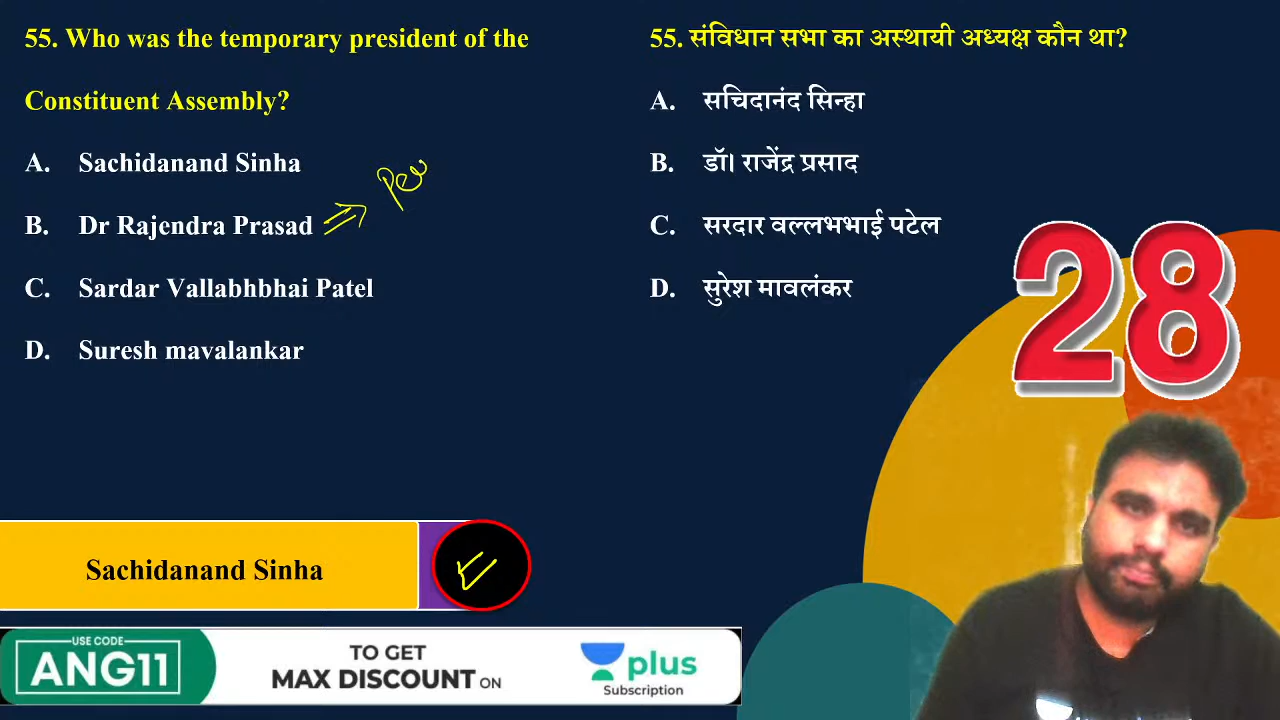 55. Who was the temporary president of the
Constituent Assembly?
A. Sachidanand Sinha
B. Dr Rajendra Prasad
C. Sardar Vallabhbhai Patel
D. Suresh mavalankar
55. संविधान सभा का अस्थायी अध्यक्ष कौन था?
A. सचिदानंद सिन्हा
B. डॉ। राजेंद्र प्रसाद
C. सरदार वल्लभभाई पटेल
D. सुरेश मावलंकर
28
Sachidanand Sinha
USE CODE
ANG11
TO GET
MAX DISCOUNT ON
plus
Subscription